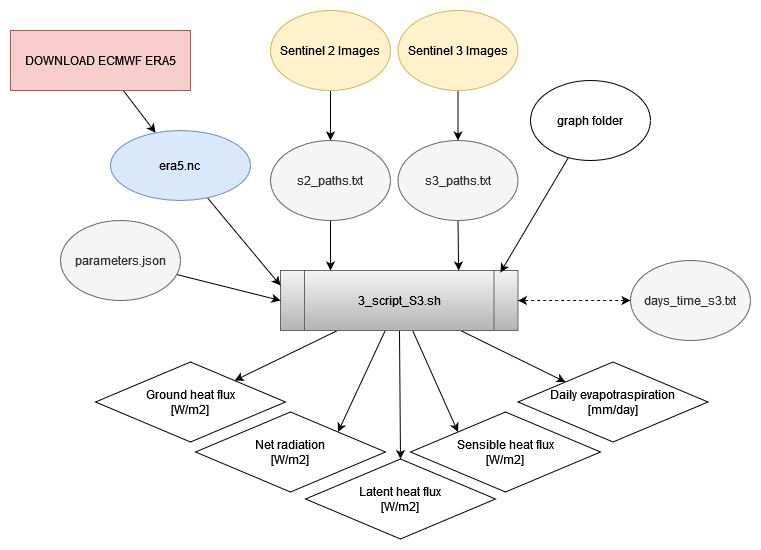 DOWNLOAD ECMWF ERA5
Sentinel 2 Images
Sentinel 3 Images
graph folder
era5.nc
s2_paths.txt
s3_paths.txt
parameters.json
3_script_S3.sh
days_time_s3.txt
Ground heat flux
[W/m2]
Daily evapotraspiration
[mm/day]
Net radiation
[W/m2]
Sensible heat flux
[W/m2]
Latent heat flux
[W/m2]